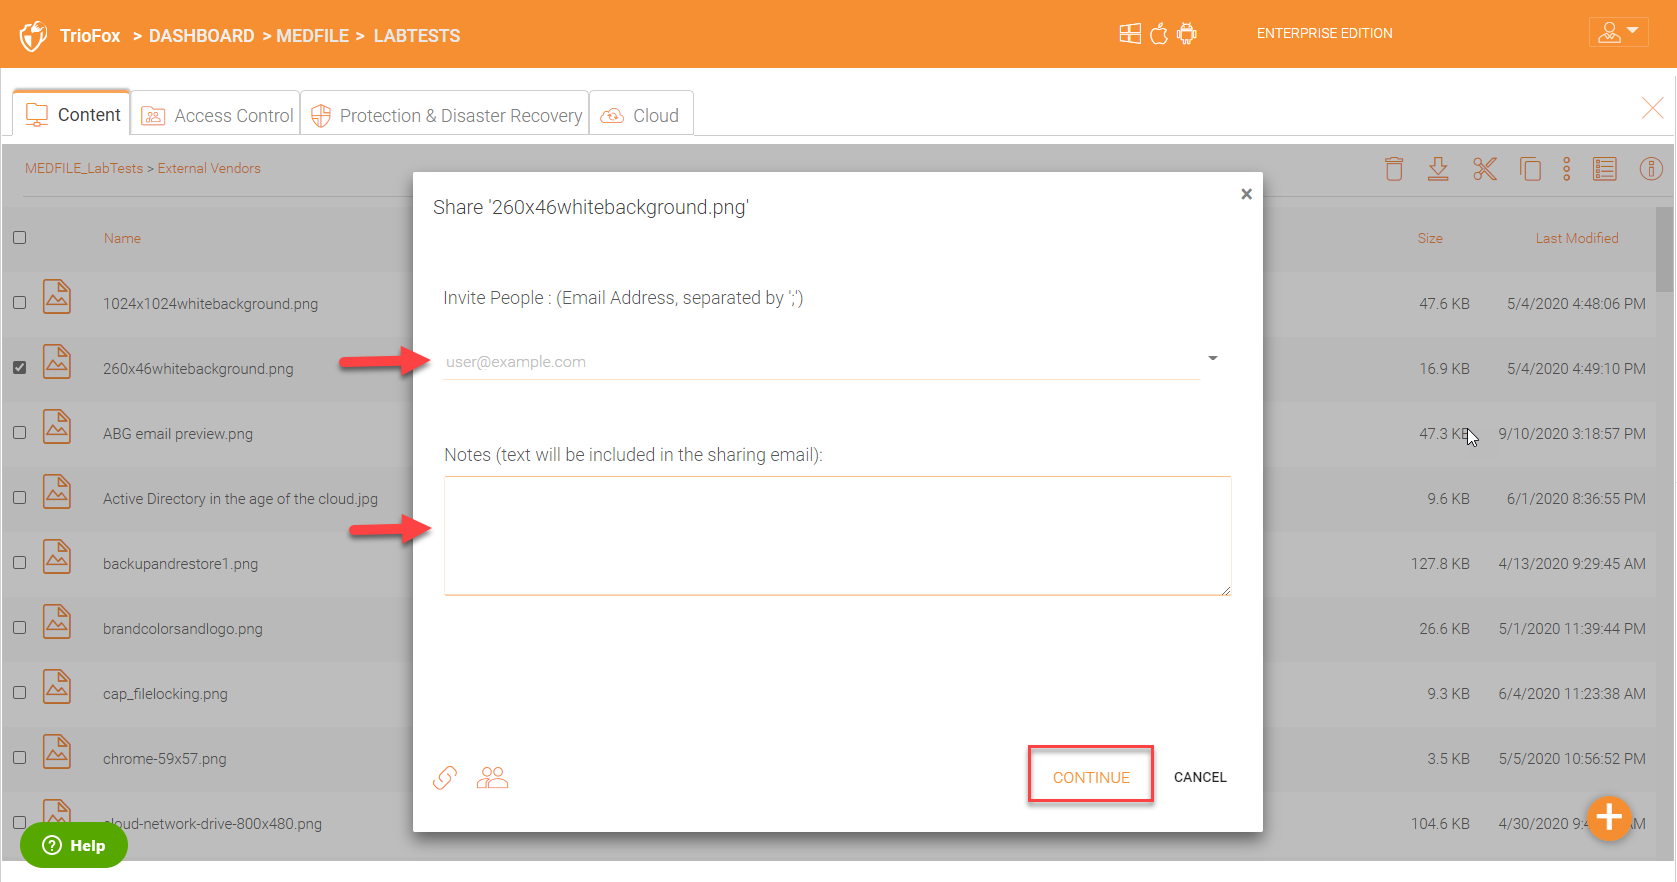 TrioFox > DASHBOARD > MEDFILE > LABTESTS
ENTERPRISE EDITION
Content
Access Control
Protection & Disaster Recovery
Cloud
MEDFILE_LabTests > External Vendors
Share '260x46whitebackground.png'
×
Name
Size
Last Modified
1024x1024whitebackground.png
47.6 KB
5/4/2020 4:48:06 PM
Invite People : (Email Address, separated by ';')
260x46whitebackground.png
user@example.com
16.9 KB
5/4/2020 4:49:10 PM
ABG email preview.png
47.3 KB
9/10/2020 3:18:57 PM
Notes (text will be included in the sharing email):
Active Directory in the age of the cloud.jpg
9.6 KB
6/1/2020 8:36:55 PM
backupandrestore1.png
127.8 KB
4/13/2020 9:29:45 AM
brandcolorsandlogo.png
26.6 KB
5/1/2020 11:39:44 PM
cap_filelocking.png
9.3 KB
6/4/2020 11:23:38 AM
chrome-59x57.png
3.5 KB
5/5/2020 10:56:52 PM
CONTINUE
CANCEL
cloud-network-drive-800x480.png
104.6 KB
4/30/2020
Help